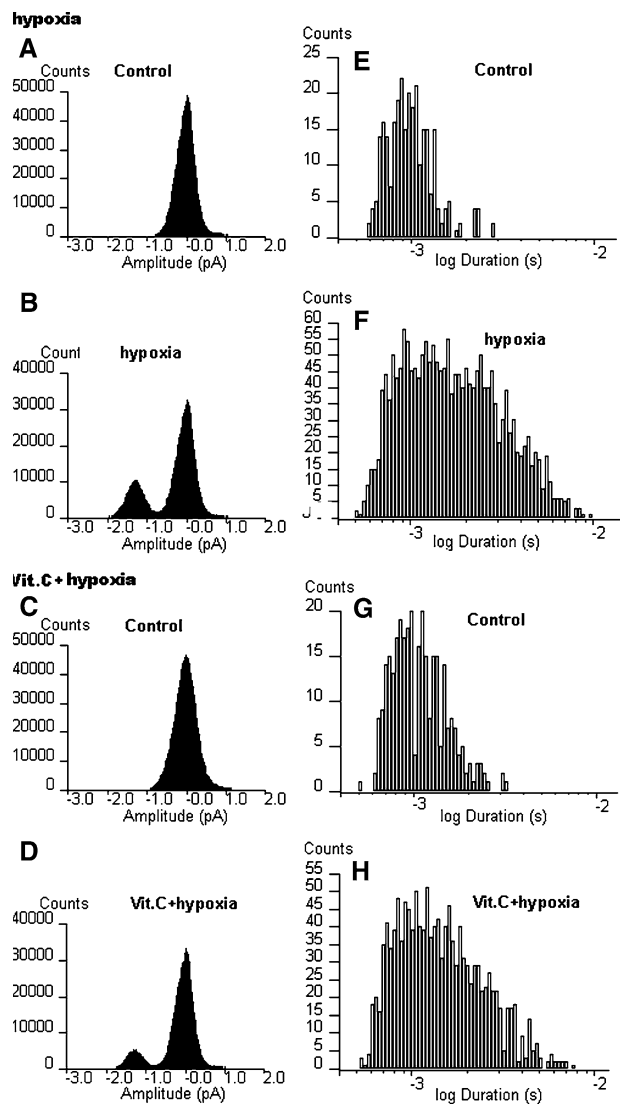 hypoxia
A
Counts
Control
50000
40000
30000
20000
10000
0
-3.0 -2.0 -1.0 -0.0 1.0 2.0
Amplitude (pA)
E
Counts
Control
25
20
15
10
5
0
-3 -2
log Duration (s)
B
Count
hypoxia
40000
30000
20000
10000
0
-3.0 -2.0 -1.0 -0.0 1.0 2.0
Amplitude (pA)
F
Counts
hypoxia
60
55
50
45
40
35
30
25
20
15
10
5
-3 -2
log Duration (s)
Vit.C+hypoxia
C
Counts
Control
50000
40000
30000
20000
10000
0
-3.0 -2.0 -1.0 -0.0 1.0 2.0
Amplitude (pA)
G
Counts
Control
20
15
10
5
0
-3 -2
log Duration (s)
D
Counts
Vit.C+hypoxia
40000
30000
20000
10000
0
-3.0 -2.0 -1.0 -0.0 1.0 2.0
Amplitude (pA)
H
Counts
Vit.C+hypoxia
55
50
45
40
35
30
25
20
15
10
5
0
-3 -2
log Duration (s)